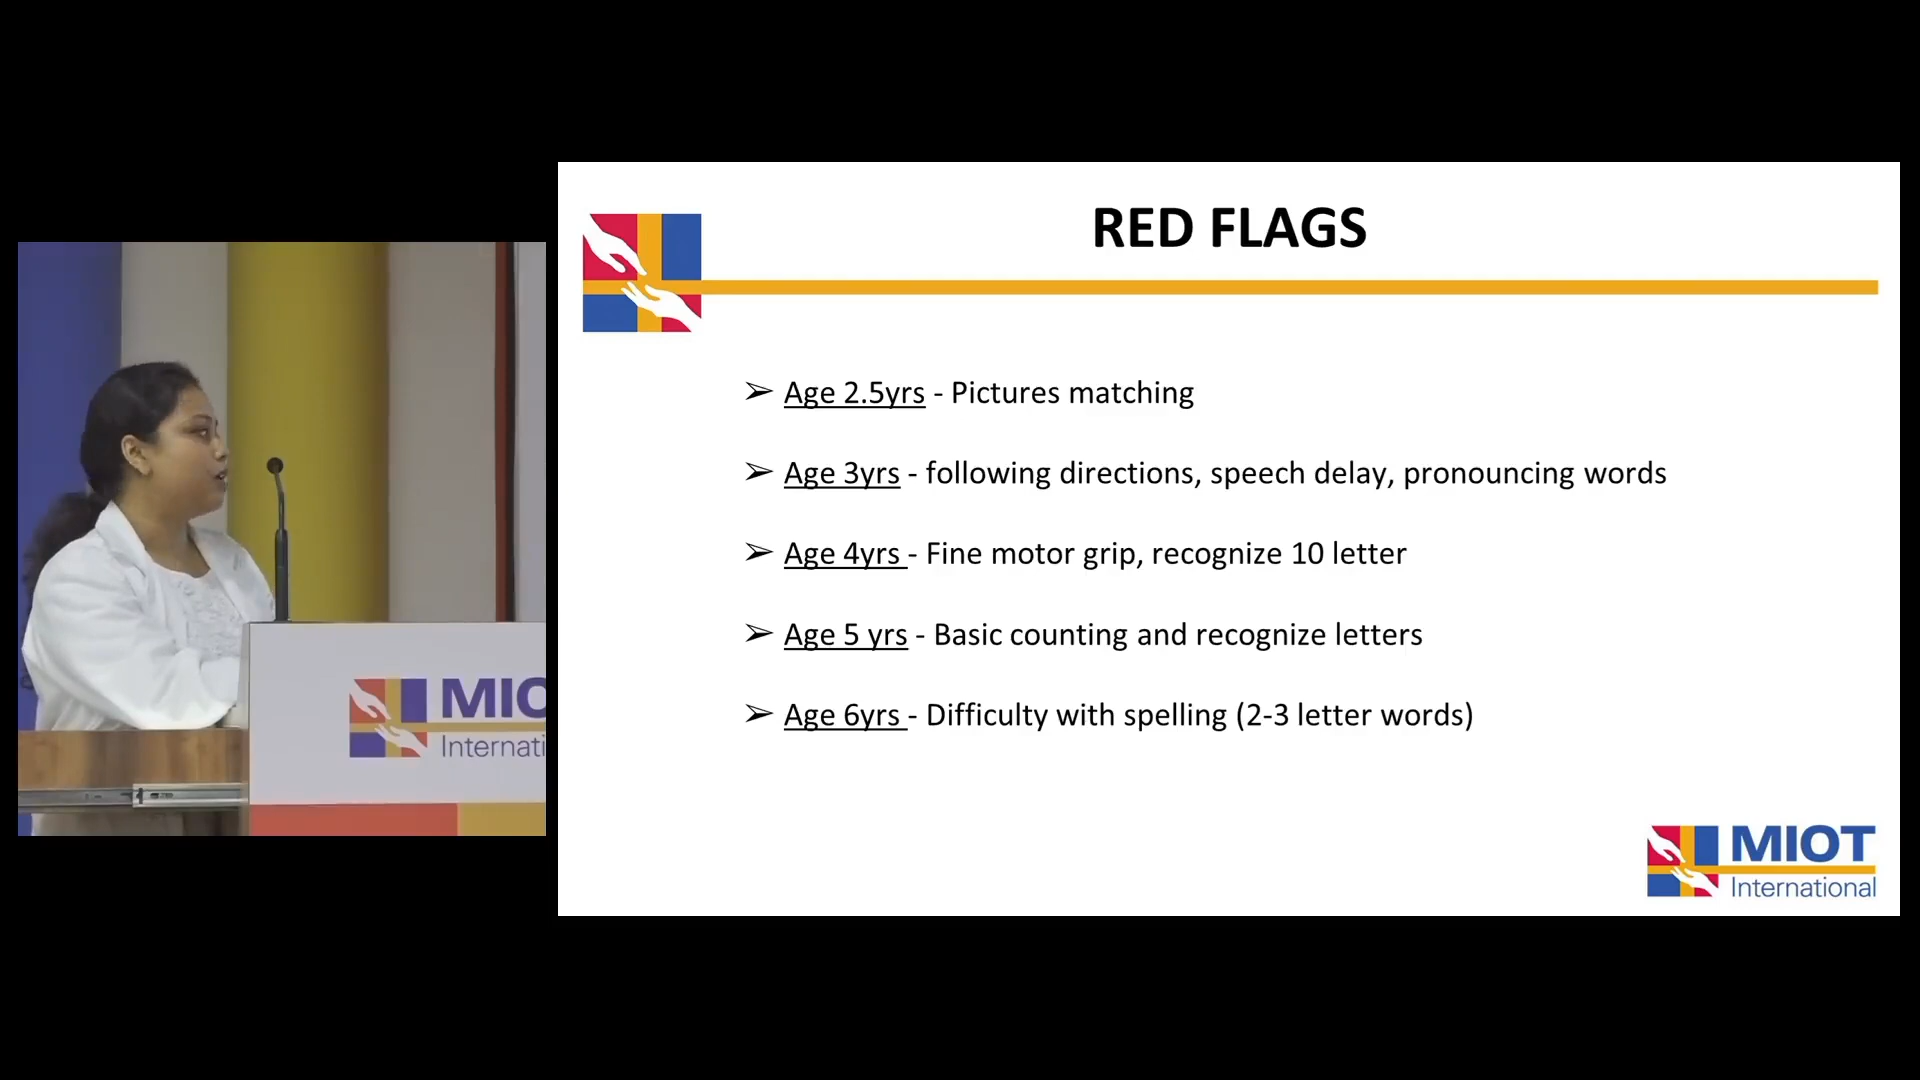 RED FLAGS
➢ Age 2.5yrs - Pictures matching
➢ Age 3yrs - following directions, speech delay, pronouncing words
➢ Age 4yrs - Fine motor grip, recognize 10 letter
➢ Age 5 yrs - Basic counting and recognize letters
➢ Age 6yrs - Difficulty with spelling (2-3 letter words)
MIOT
International
MIO
Internati